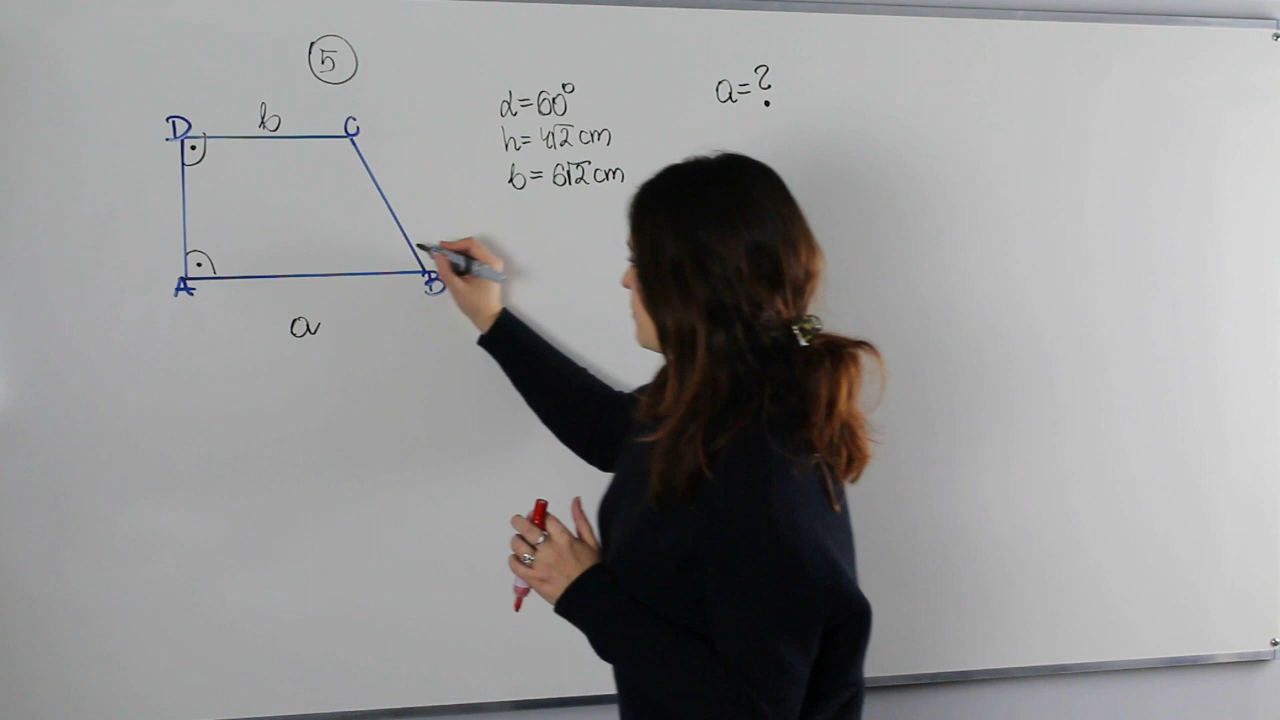 5
D b C
A B
a
α=60°
h=4√2 cm
b=6√2 cm
a=?